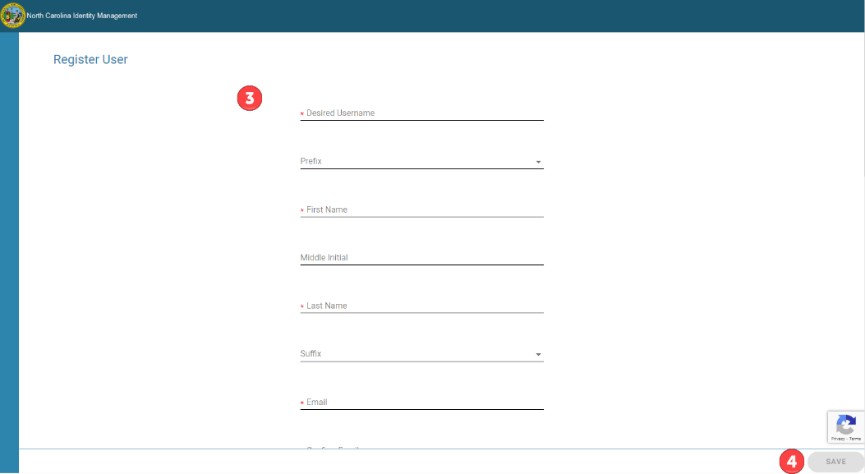 North Carolina Identity Management
Register User
3
* Desired Username
Prefix
* First Name
Middle Initial
* Last Name
Suffix
* Email
Privacy - Terms
4 SAVE